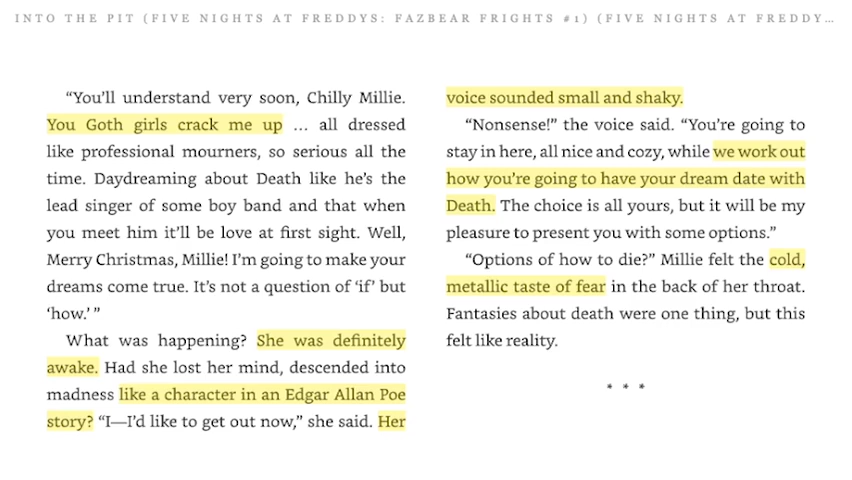 INTO THE PIT (FIVE NIGHTS AT FREDDYS: FAZBEAR FRIGHTS #1) (FIVE NIGHTS AT FREDDY…
“You’ll understand very soon, Chilly Millie.
You Goth girls crack me up … all dressed
like professional mourners, so serious all the
time. Daydreaming about Death like he’s the
lead singer of some boy band and that when
you meet him it’ll be love at first sight. Well,
Merry Christmas, Millie! I’m going to make your
dreams come true. It’s not a question of ‘if’ but
‘how.’ ”
What was happening? She was definitely
awake. Had she lost her mind, descended into
madness like a character in an Edgar Allan Poe
story? “I—I’d like to get out now,” she said. Her
voice sounded small and shaky.
“Nonsense!” the voice said. “You’re going to
stay in here, all nice and cozy, while we work out
how you’re going to have your dream date with
Death. The choice is all yours, but it will be my
pleasure to present you with some options.”
“Options of how to die?” Millie felt the cold,
metallic taste of fear in the back of her throat.
Fantasies about death were one thing, but this
felt like reality.
* * *